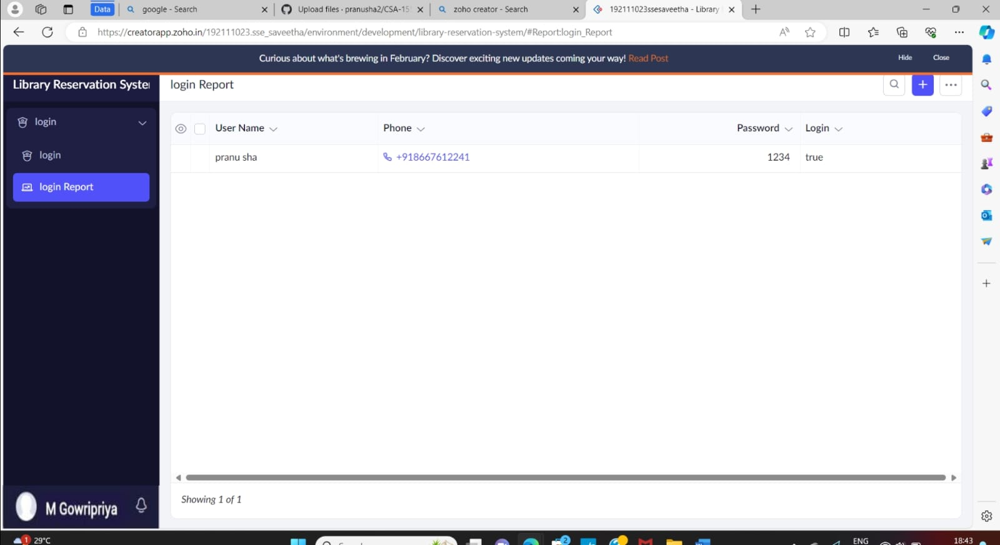 Data
google - Search
Upload files · pranusha2/CSA-15
zoho creator - Search
192111023ssesaveetha - Library
https://creatorapp.zoho.in/192111023.sse_saveetha/environment/development/library-reservation-system/#Report:login_Report
Curious about what's brewing in February? Discover exciting new updates coming your way! Read Post
Hide
Close
Library Reservation Syste
login Report
login
login
login Report
User Name
Phone
Password
Login
pranu sha
+918667612241
1234
true
Showing 1 of 1
M Gowripriya
1
29°C
2
ENG
18:43